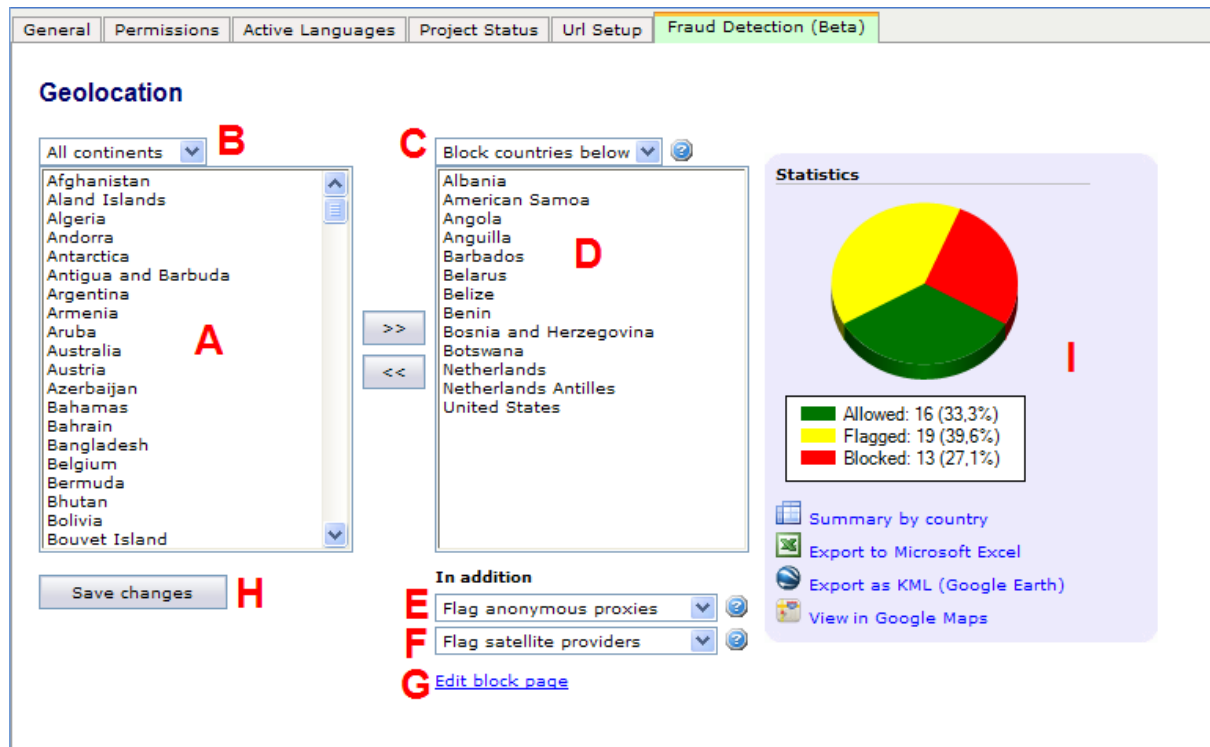 General
Permissions
Active Languages
Project Status
Url Setup
Fraud Detection (Beta)
Geolocation
All continents
B
Afghanistan
Aland Islands
Algeria
Andorra
Antarctica
Antigua and Barbuda
Argentina
Armenia
Aruba
Australia
Austria
Azerbaijan
Bahamas
Bahrain
Bangladesh
Belgium
Bermuda
Bhutan
Bolivia
Bouvet Island
A
Save changes
H
>>
<<
C
Block countries below
?
Albania
American Samoa
Angola
Anguilla
Barbados
Belarus
Belize
Benin
Bosnia and Herzegovina
Botswana
Netherlands
Netherlands Antilles
United States
D
In addition
E
Flag anonymous proxies
?
F
Flag satellite providers
?
G
Edit block page
Statistics
I
Allowed: 16 (33,3%)
Flagged: 19 (39,6%)
Blocked: 13 (27,1%)
Summary by country
Export to Microsoft Excel
Export as KML (Google Earth)
View in Google Maps